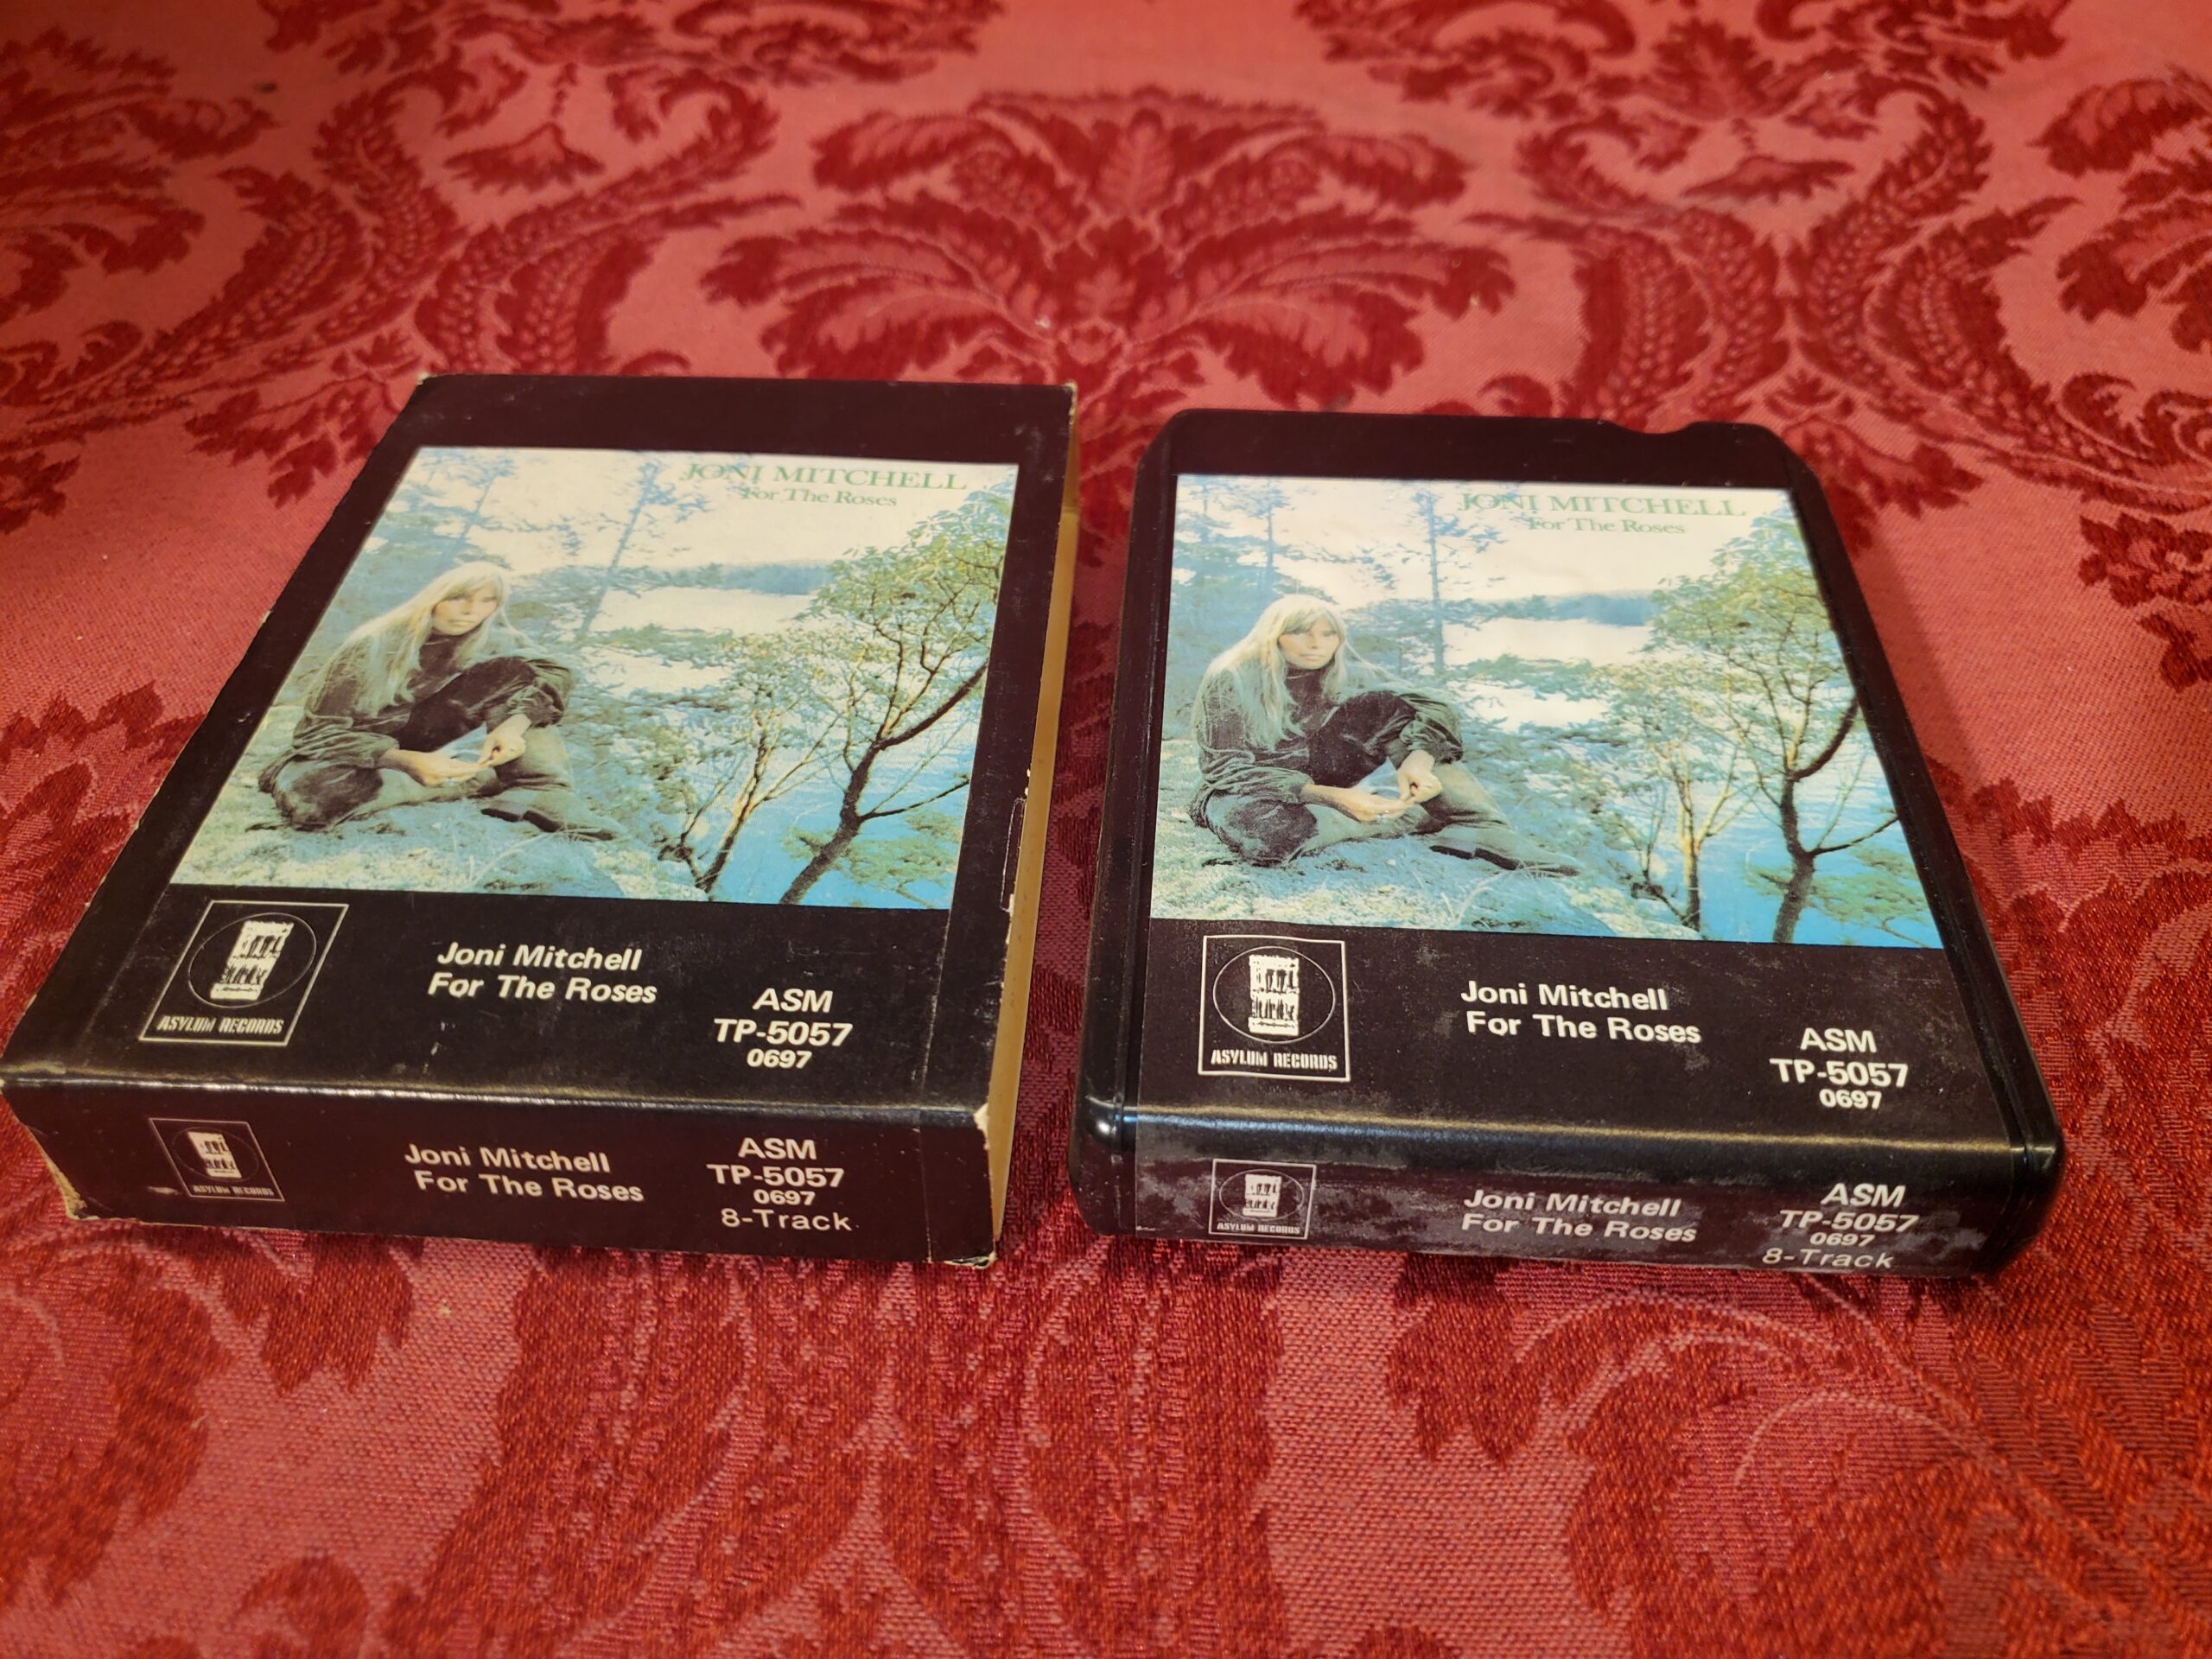 JONI MITCHELL
For The Roses
ASYLUM RECORDS
Joni Mitchell
For The Roses
ASM
TP-5057
0697
ASYLUM RECORDS
Joni Mitchell
For The Roses
ASM
TP-5057
0697
8-Track
JONI MITCHELL
For The Roses
ASYLUM RECORDS
Joni Mitchell
For The Roses
ASM
TP-5057
0697
ASYLUM RECORDS
Joni Mitchell
For The Roses
ASM
TP-5057
0697
8-Track